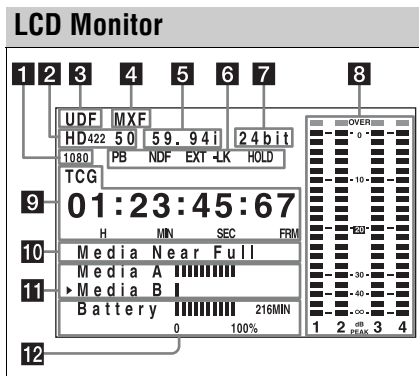 LCD Monitor
1 2 3 4 5 6 7 8
UDF MXF
HD422 50 59.94i 24bit
1080 PB NDF EXT-LK HOLD
TCG
9 01:23:45:67
H MIN SEC FRM
10 Media Near Full
Media A
11 ▸Media B
Battery 216MIN
0 100%
12
OVER
0
-10-
-20-
-30-
-40-
-∞-
1 2 dB PEAK 3 4